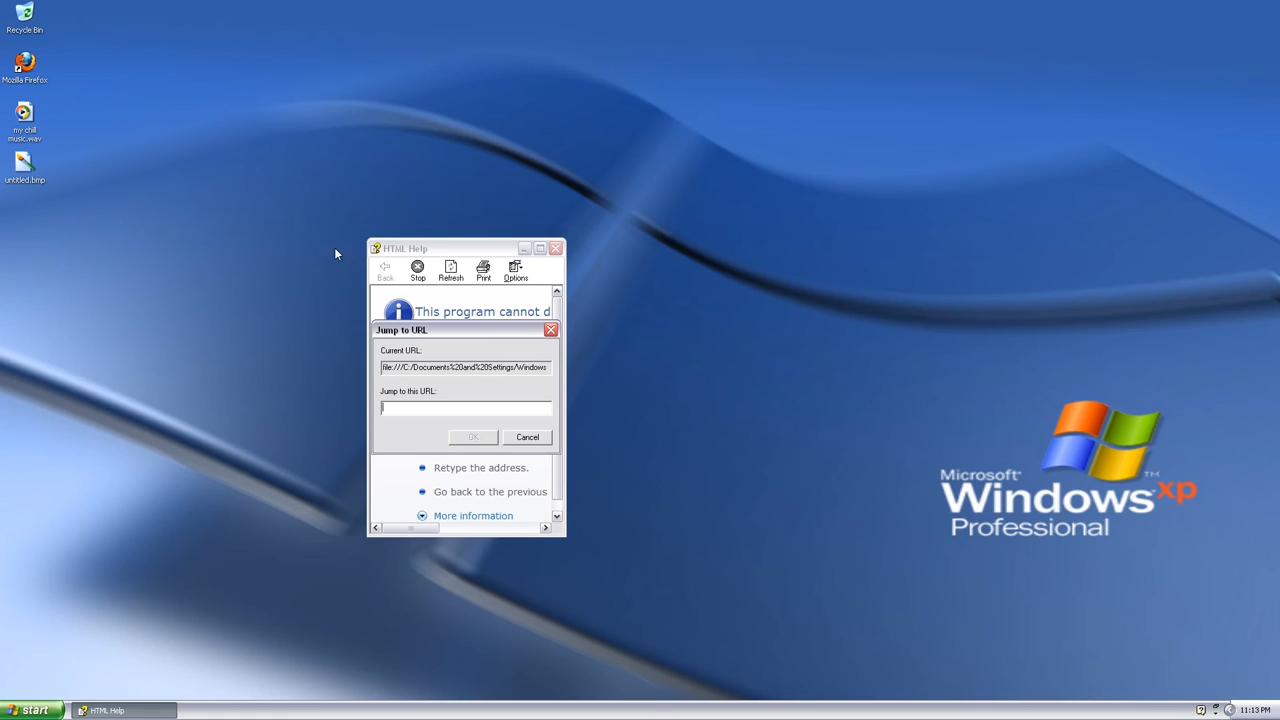 Recycle Bin
Mozilla Firefox
my chill
music.wav
untitled.bmp
HTML Help
Back
Stop
Refresh
Print
Options
This program cannot d
Jump to URL
Current URL:
file:///C:/Documents%20and%20Settings/Windows
Jump to this URL:
OK
Cancel
Retype the address.
Go back to the previous
More information
Microsoft
Windows xp
TM
Professional
start
HTML Help
11:13 PM